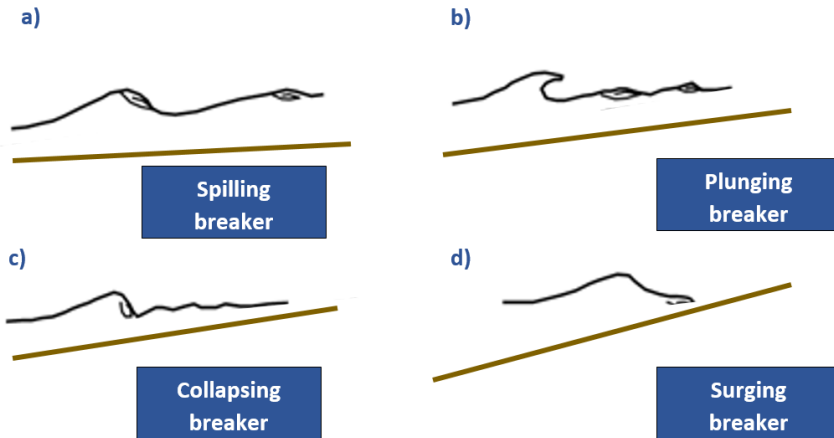 a)
Spilling
breaker
b)
Plunging
breaker
c)
Collapsing
breaker
d)
Surging
breaker